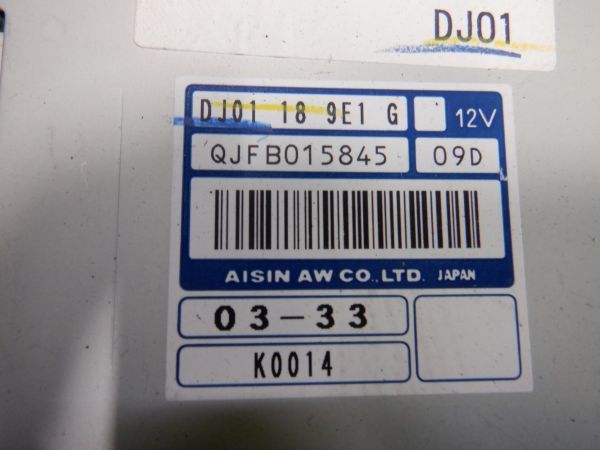 DJ01
DJ01 18 9E1 G 12V
QJFB015845 09D
AISIN AW CO.,LTD. JAPAN
03-33
K0014